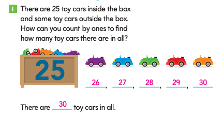 1 There are 25 toy cars inside the box
and some toy cars outside the box.
How can you count by ones to find
how many toy cars there are in all?
25
26, 27, 28, 29, 30
There are 30 toy cars in all.